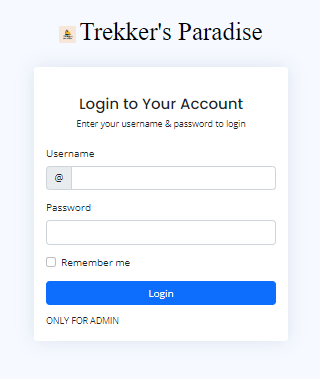 Trekker's Paradise
Login to Your Account
Enter your username & password to login
Username
@
Password
Remember me
Login
ONLY FOR ADMIN